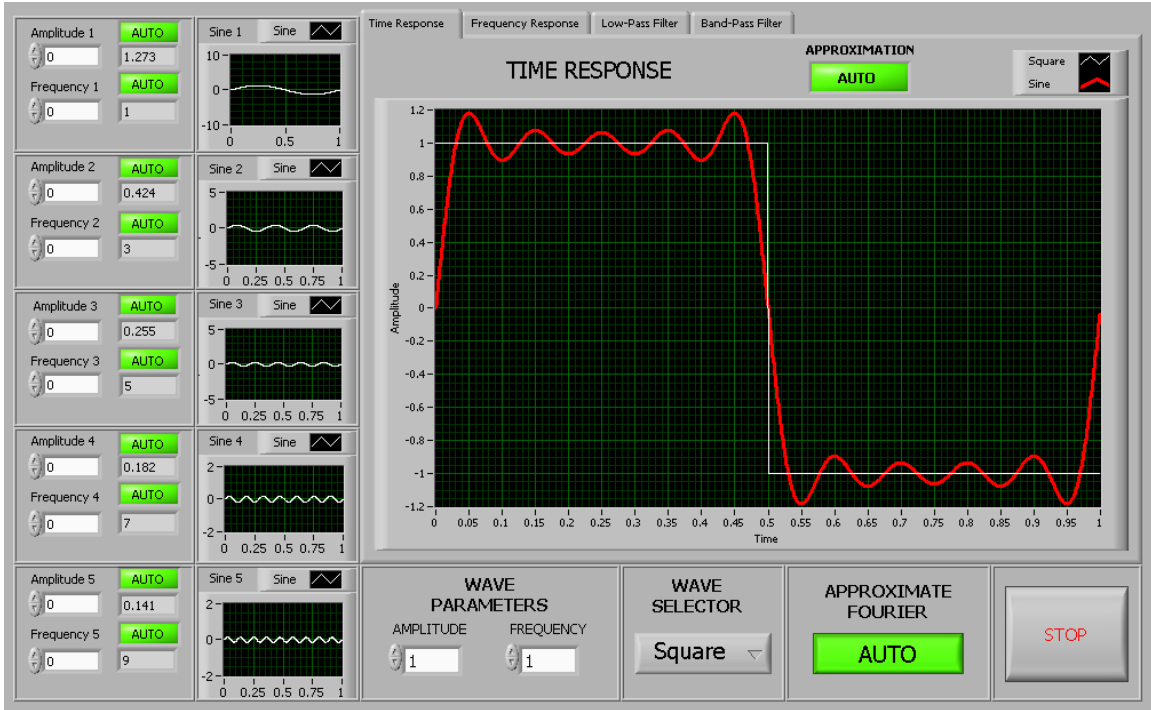 Time Response Frequency Response Low-Pass Filter Band-Pass Filter
Amplitude 1 AUTO
0 1.273
Frequency 1 AUTO
0 1
Sine 1 Sine
10
0
-10
0 0.5 1
Amplitude 2 AUTO
0 0.424
Frequency 2 AUTO
0 3
Sine 2 Sine
5
0
-5
0 0.25 0.5 0.75 1
Amplitude 3 AUTO
0 0.255
Frequency 3 AUTO
0 5
Sine 3 Sine
5
0
-5
0 0.25 0.5 0.75 1
Amplitude 4 AUTO
0 0.182
Frequency 4 AUTO
0 7
Sine 4 Sine
2
0
-2
0 0.25 0.5 0.75 1
Amplitude 5 AUTO
0 0.141
Frequency 5 AUTO
0 9
Sine 5 Sine
2
0
-2
0 0.25 0.5 0.75 1
TIME RESPONSE
APPROXIMATION
AUTO
Square
Sine
1.2
1
0.8
0.6
0.4
0.2
0
-0.2
-0.4
-0.6
-0.8
-1
-1.2
Amplitude
0 0.05 0.1 0.15 0.2 0.25 0.3 0.35 0.4 0.45 0.5 0.55 0.6 0.65 0.7 0.75 0.8 0.85 0.9 0.95 1
Time
WAVE
PARAMETERS
AMPLITUDE FREQUENCY
1 1
WAVE
SELECTOR
Square
APPROXIMATE
FOURIER
AUTO
STOP